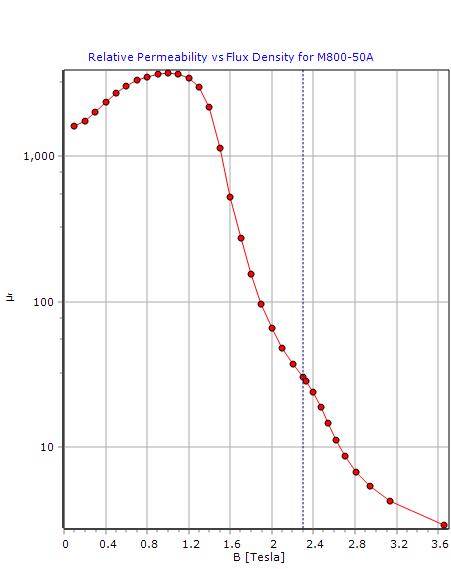 Relative Permeability vs Flux Density for M800-50A
1,000
100
10
μr
0 0.4 0.8 1.2 1.6 2 2.4 2.8 3.2 3.6
B [Tesla]